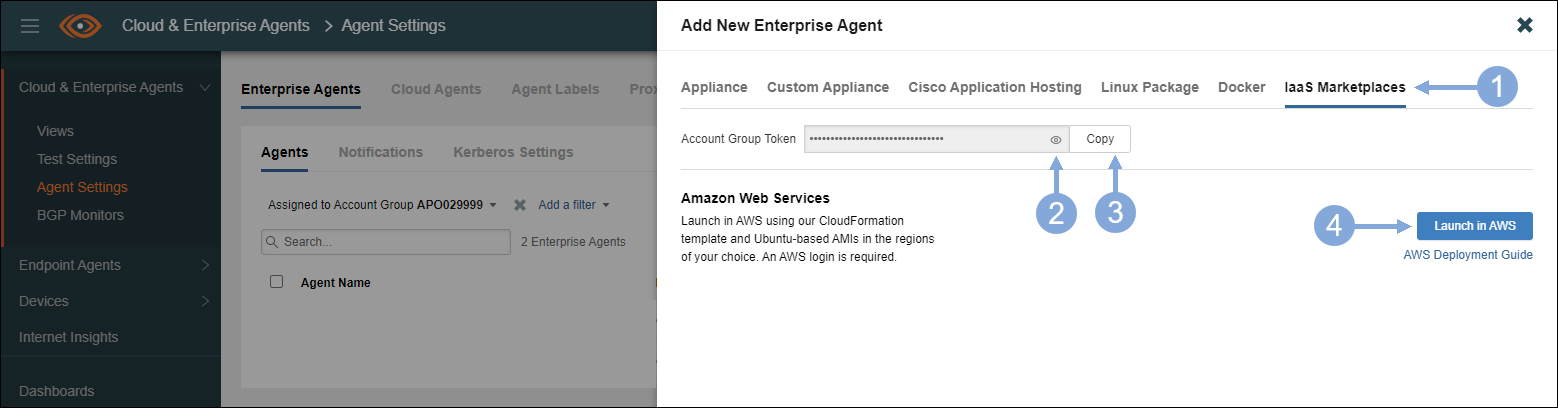 Cloud & Enterprise Agents > Agent Settings
Cloud & Enterprise Agents
Views
Test Settings
Agent Settings
BGP Monitors
Endpoint Agents
Devices
Internet Insights
Dashboards
Enterprise Agents Cloud Agents Agent Labels Prox
Agents Notifications Kerberos Settings
Assigned to Account Group APO029999 Add a filter
Search... 2 Enterprise Agents
Agent Name
Add New Enterprise Agent
Appliance Custom Appliance Cisco Application Hosting Linux Package Docker IaaS Marketplaces 1
Account Group Token •••••••••••••••••••••••••••••••• Copy
2 3
Amazon Web Services
Launch in AWS using our CloudFormation
template and Ubuntu-based AMIs in the regions
of your choice. An AWS login is required.
4 Launch in AWS
AWS Deployment Guide